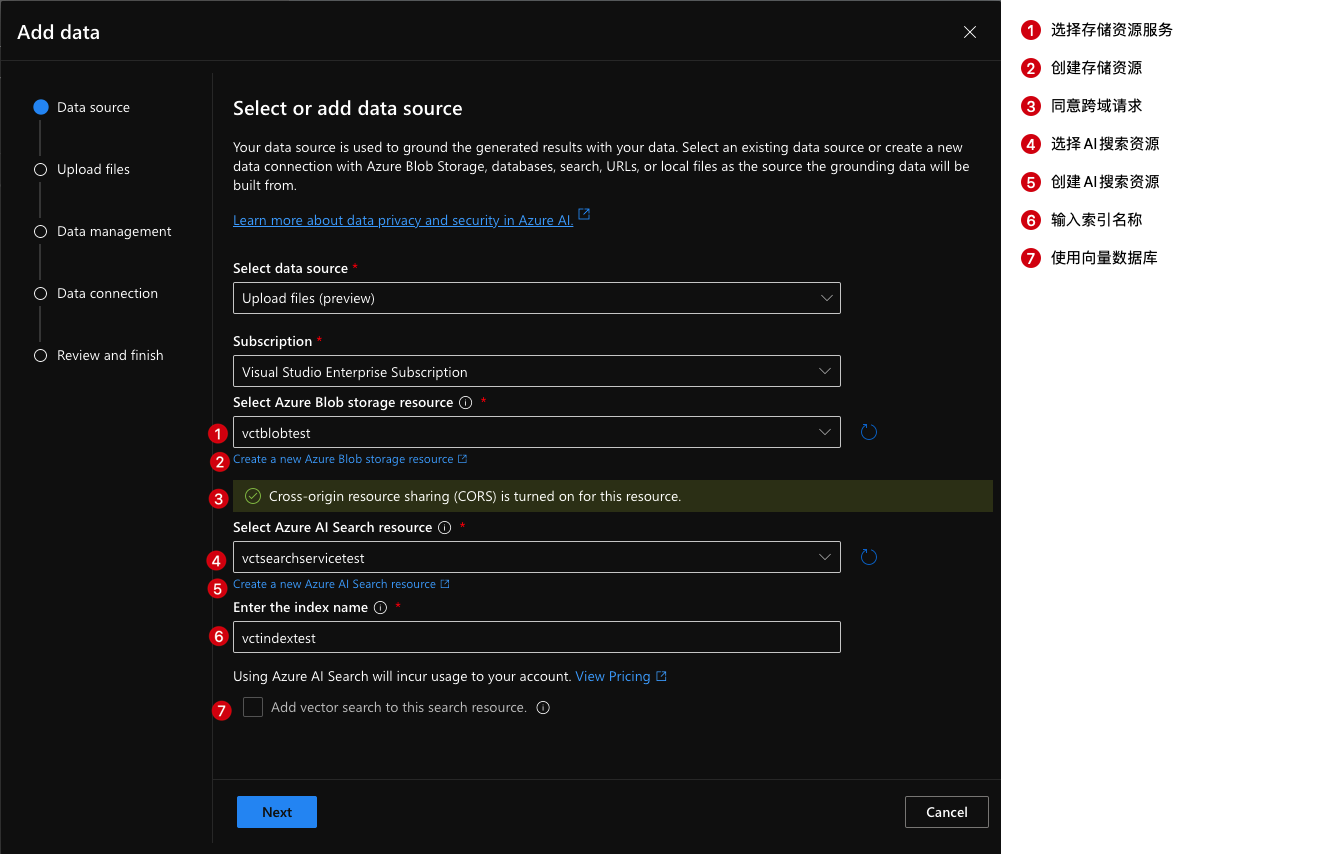 Add data
Data source
Upload files
Data management
Data connection
Review and finish
Select or add data source
Your data source is used to ground the generated results with your data. Select an existing data source or create a new
data connection with Azure Blob Storage, databases, search, URLs, or local files as the source the grounding data will be
built from.
Learn more about data privacy and security in Azure AI.
Select data source *
Upload files (preview)
Subscription *
Visual Studio Enterprise Subscription
Select Azure Blob storage resource *
1 vctblobtest
2 Create a new Azure Blob storage resource
3 Cross-origin resource sharing (CORS) is turned on for this resource.
Select Azure AI Search resource *
4 vctsearchservicetest
5 Create a new Azure AI Search resource
Enter the index name *
6 vctindextest
Using Azure AI Search will incur usage to your account. View Pricing
7 Add vector search to this search resource.
Next
Cancel
1 选择存储资源服务
2 创建存储资源
3 同意跨域请求
4 选择AI搜索资源
5 创建AI搜索资源
6 输入索引名称
7 使用向量数据库